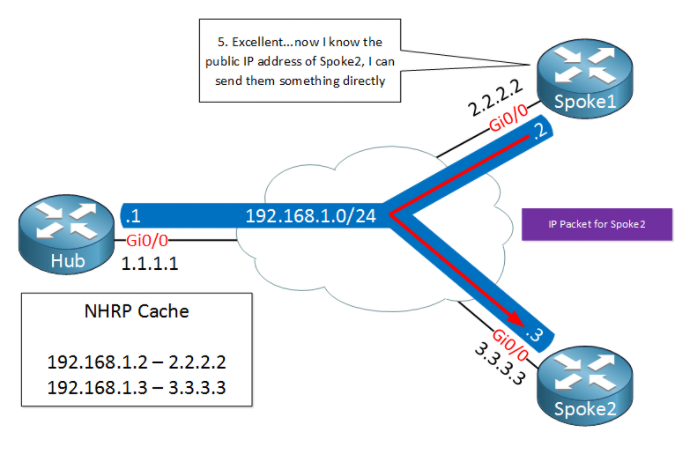 5. Excellent...now I know the
public IP address of Spoke2, I can
send them something directly
2.2.2.2
Gi0/0
Spoke1
.2
.1
192.168.1.0/24
IP Packet for Spoke2
Gi0/0
Hub
1.1.1.1
NHRP Cache
192.168.1.2 – 2.2.2.2
192.168.1.3 – 3.3.3.3
.3
Gi0/0
3.3.3.3
Spoke2